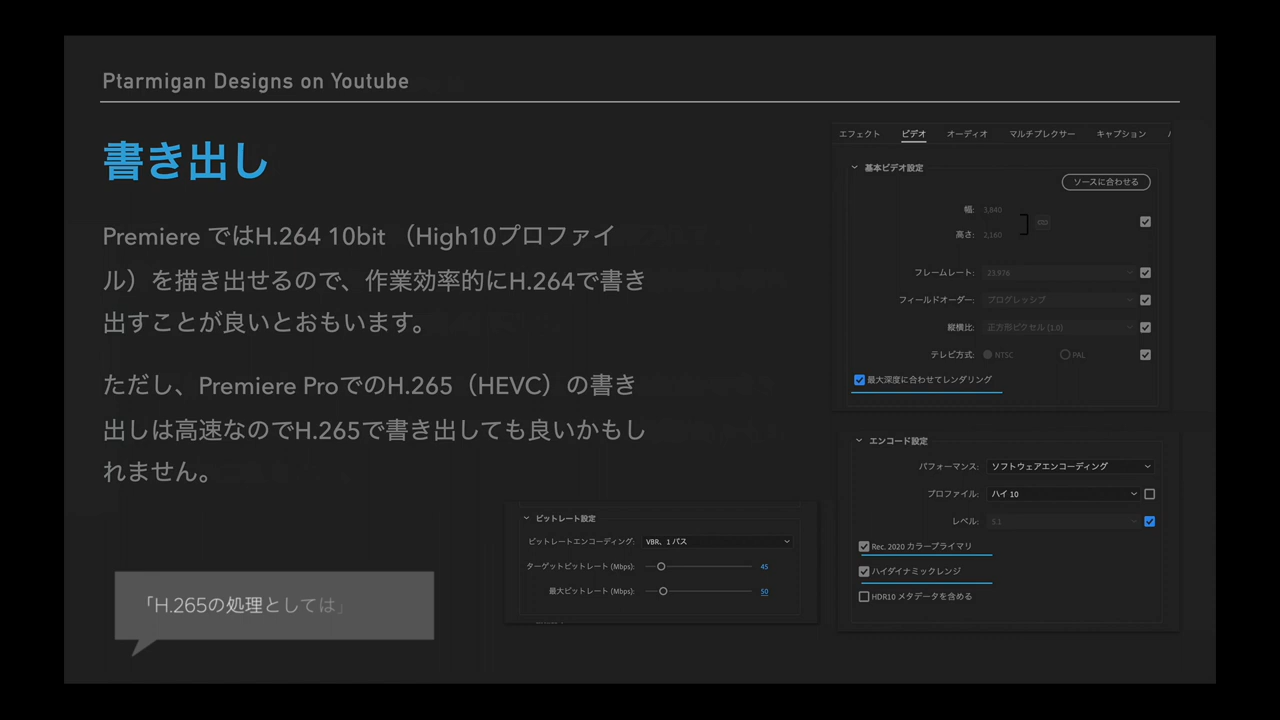 Ptarmigan Designs on Youtube
書き出し
Premiere ではH.264 10bit （High10プロファイ
ル）を描き出せるので、作業効率的にH.264で書き
出すことが良いとおもいます。
ただし、Premiere ProでのH.265（HEVC）の書き
出しは高速なのでH.265で書き出しても良いかもし
れません。
「H.265の処理としては」
エフェクト ビデオ オーディオ マルチプレクサー キャプション
基本ビデオ設定
ソースに合わせる
幅: 3,840
高さ: 2,160
フレームレート: 23.976
フィールドオーダー: プログレッシブ
縦横比: 正方形ピクセル (1.0)
テレビ方式: NTSC PAL
最大深度に合わせてレンダリング
エンコード設定
パフォーマンス: ソフトウェアエンコーディング
プロファイル: ハイ 10
レベル: 5.1
Rec. 2020 カラープライマリ
ハイダイナミックレンジ
HDR10 メタデータを含める
ビットレート設定
ビットレートエンコーディング: VBR、1 パス
ターゲットビットレート (Mbps): 45
最大ビットレート (Mbps): 50